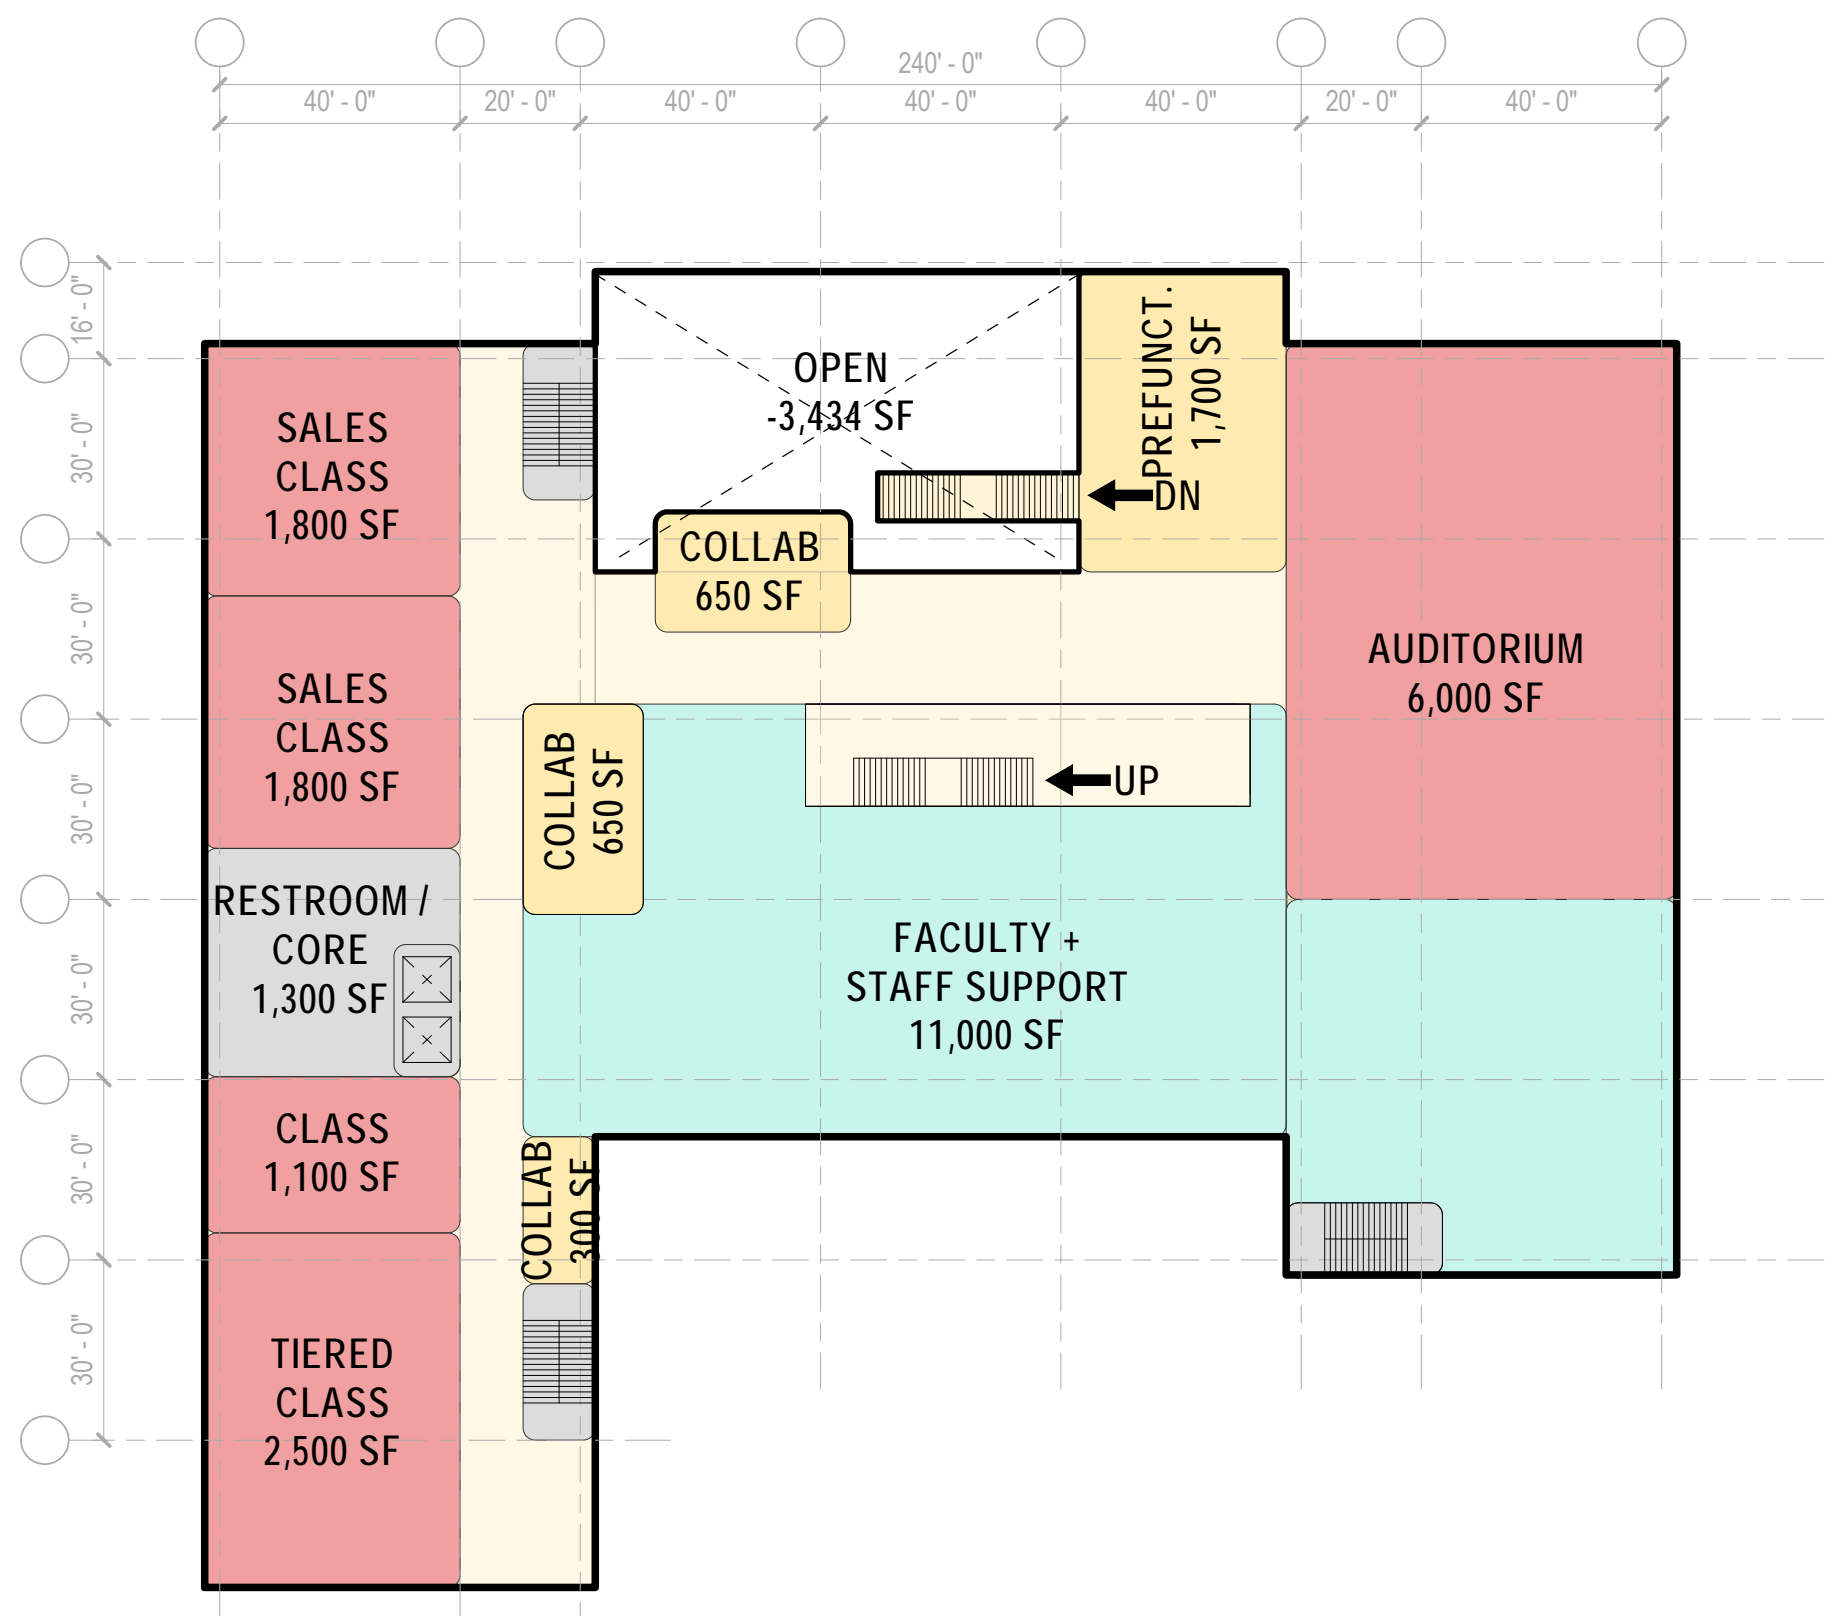 240' - 0"
40' - 0"
20' - 0"
40' - 0"
40' - 0"
40' - 0"
20' - 0"
40' - 0"
16' - 0"
30' - 0"
30' - 0"
30' - 0"
30' - 0"
30' - 0"
30' - 0"
SALES
CLASS
1,800 SF
SALES
CLASS
1,800 SF
RESTROOM /
CORE
1,300 SF
CLASS
1,100 SF
TIERED
CLASS
2,500 SF
OPEN
-3,434 SF
PREFUNCT.
1,700 SF
DN
COLLAB
650 SF
COLLAB
650 SF
UP
FACULTY +
STAFF SUPPORT
11,000 SF
COLLAB
300 SF
AUDITORIUM
6,000 SF